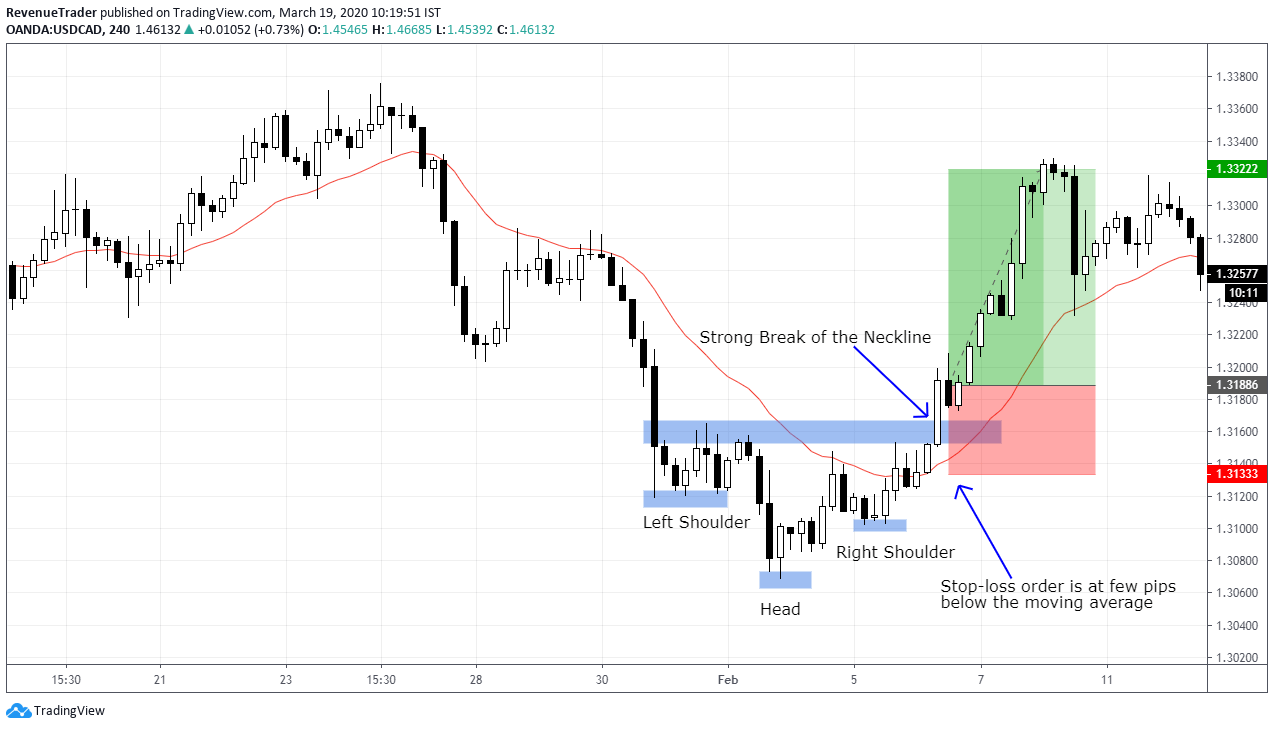 RevenueTrader published on TradingView.com, March 19, 2020 10:19:51 IST
OANDA:USDCAD, 240 1.46132 ▲ +0.01052 (+0.73%) O:1.45465 H:1.46685 L:1.45392 C:1.46132
1.33800
1.33600
1.33400
1.33222
1.33000
1.32800
1.32577
10:11
1.32400
1.32200
Strong Break of the Neckline
1.32000
1.31886
1.31800
1.31600
1.31400
1.31333
1.31200
Left Shoulder
1.31000
Right Shoulder
1.30800
Stop-loss order is at few pips
below the moving average
1.30600
Head
1.30400
1.30200
15:30 21 23 15:30 28 30 Feb 5 7 11
TradingView